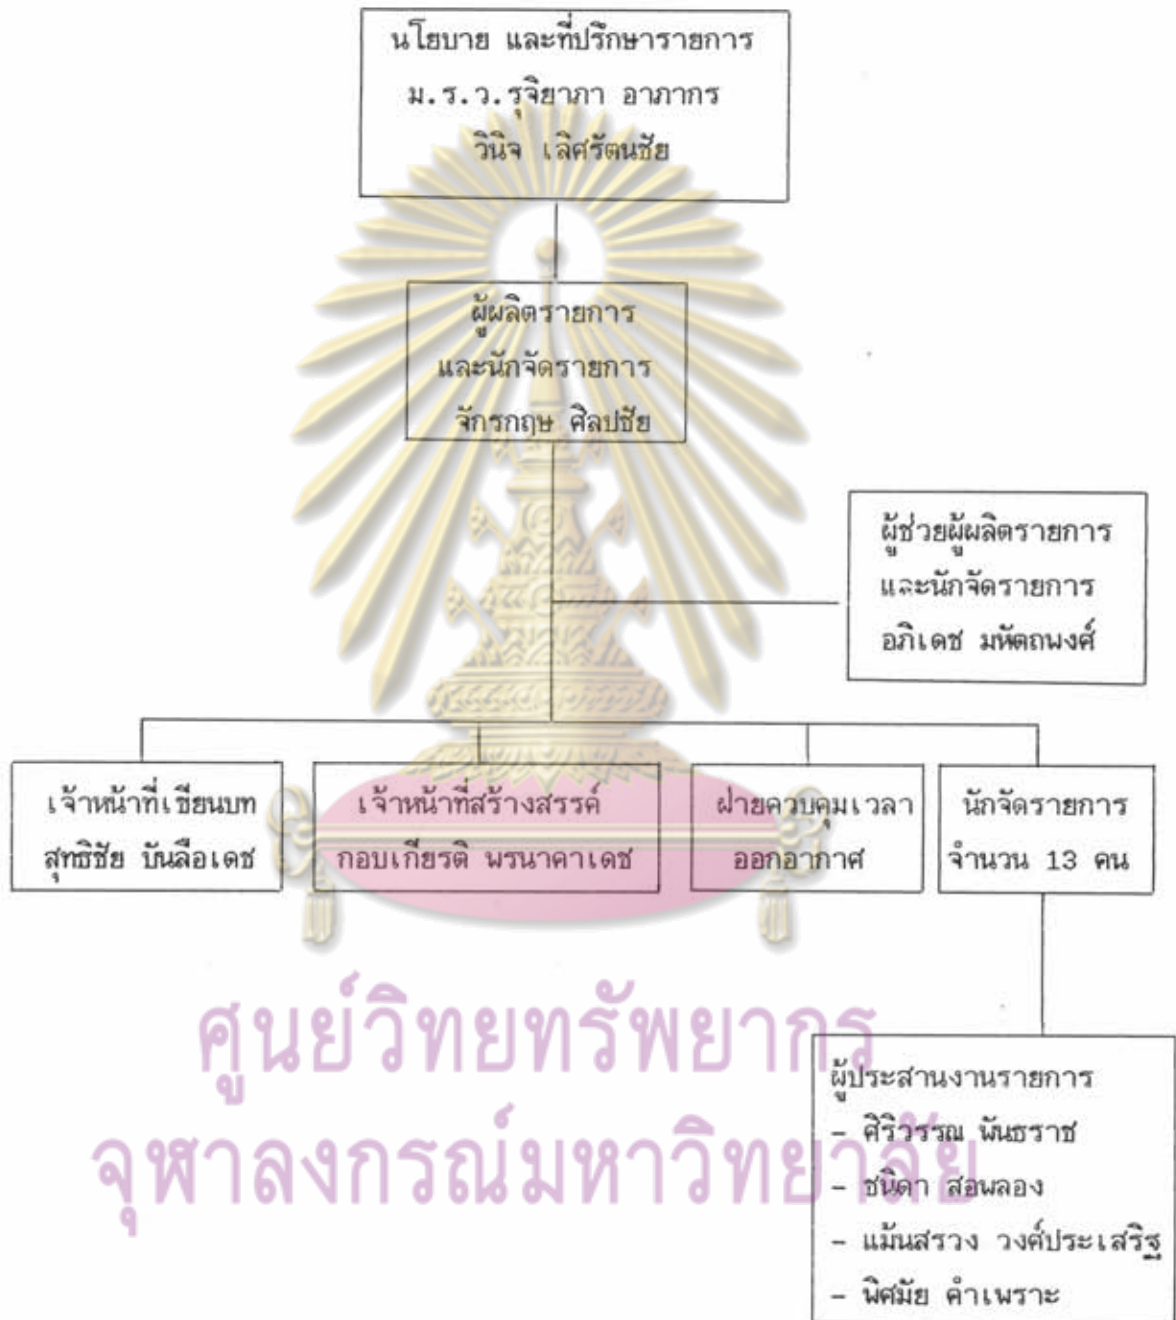 นโยบาย และที่ปรึกษารายการ
ม.ร.ว.รุจิยาภา อาภากร
วินิจ เลิศรัตนชัย
ผู้ผลิตรายการ
และนักจัดรายการ
จักรกฤษ ศิลปชัย
ผู้ช่วยผู้ผลิตรายการ
และนักจัดรายการ
อภิเดช มหัตถพงศ์
เจ้าหน้าที่เขียนบท
สุทธิชัย บันลือเดช
เจ้าหน้าที่สร้างสรรค์
กอบเกียรติ พรนาคาเดช
ฝ่ายควบคุมเวลา
ออกอากาศ
นักจัดรายการ
จำนวน 13 คน
ผู้ประสานงานรายการ
- ศิริวรรณ พันธราช
- ชนิดา สอพลอง
- แม้นสรวง วงศ์ประเสริฐ
- พิศมัย คำเพราะ
ศูนย์วิทยทรัพยากร
จุฬาลงกรณ์มหาวิทยาลัย